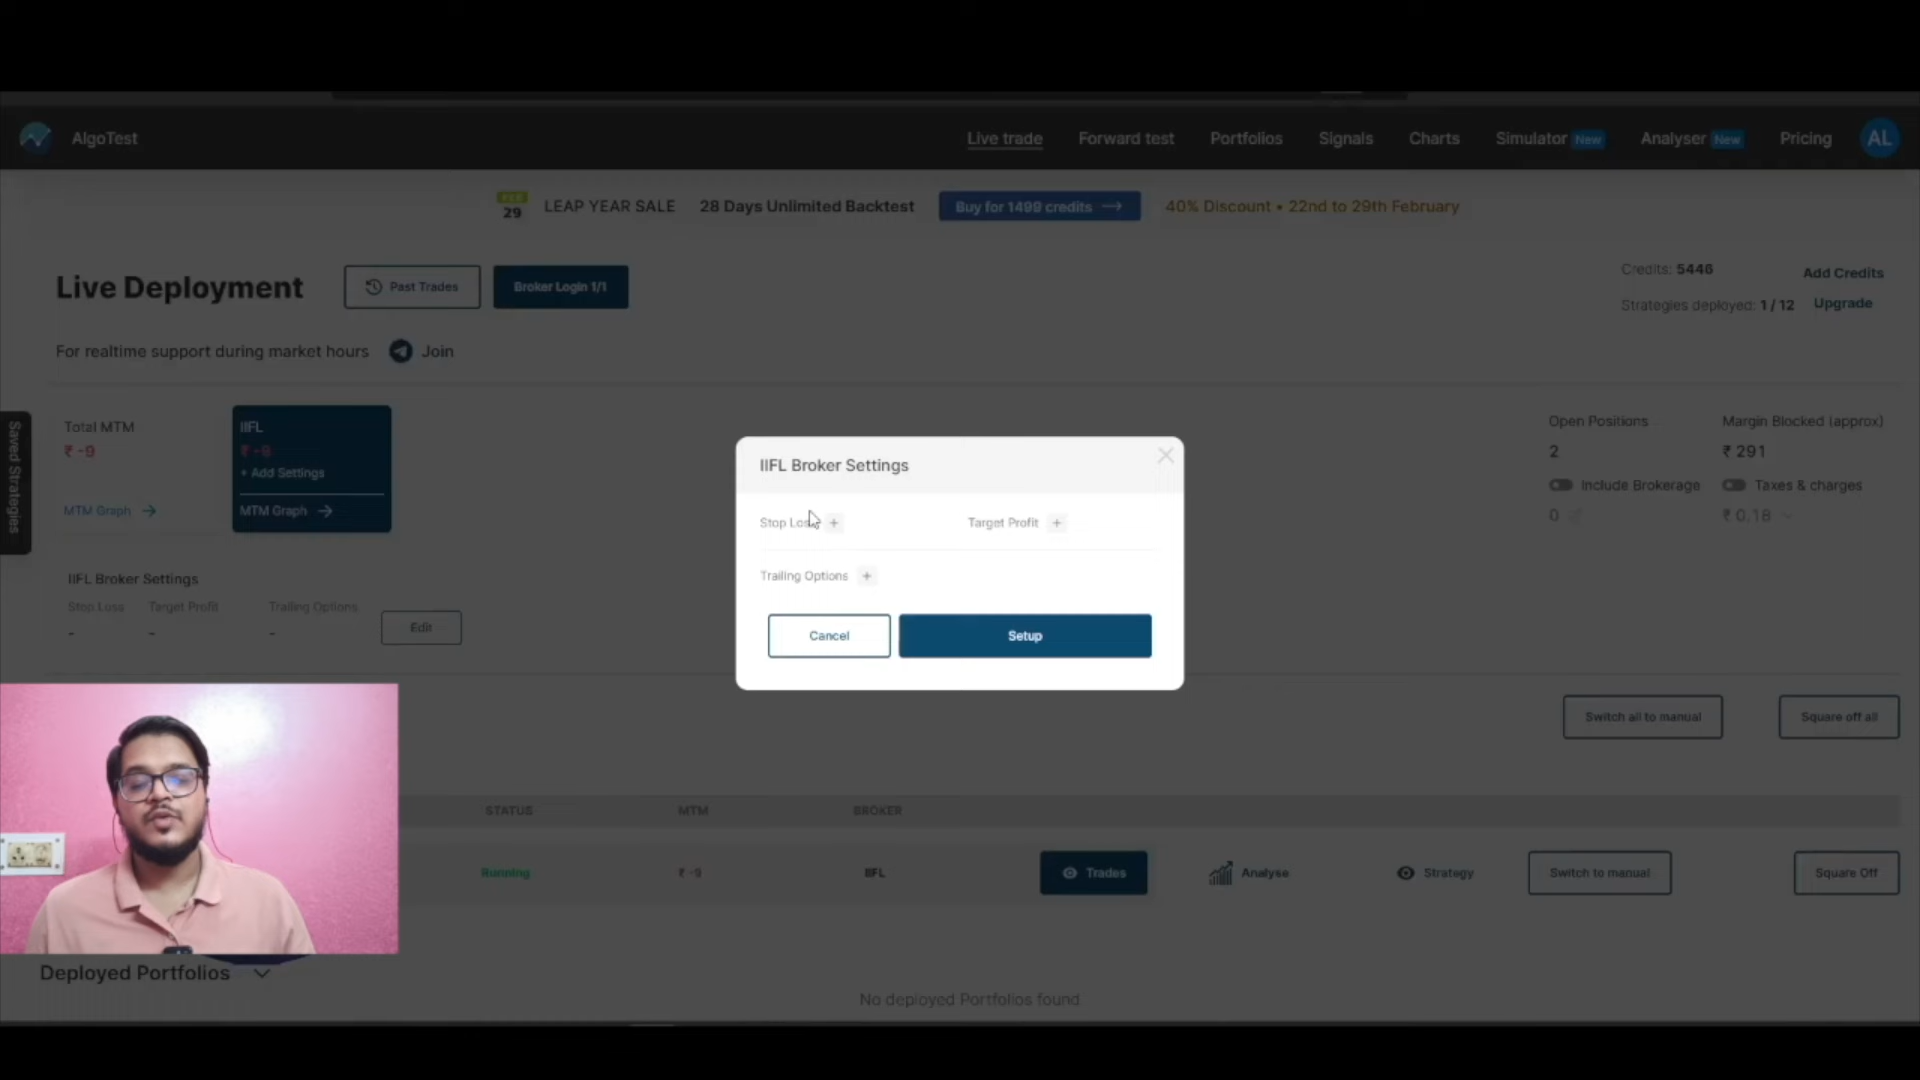 AlgoTest
Live trade
Forward test
Portfolios
Signals
Charts
Simulator New
Analyser New
Pricing
AL
29 LEAP YEAR SALE 28 Days Unlimited Backtest Buy for 1499 credits → 40% Discount • 22nd to 29th February
Live Deployment
Past Trades
Broker Login 1/1
Credits: 5446
Add Credits
Strategies deployed: 1 / 12
Upgrade
For realtime support during market hours
Join
Saved Strategies
Total MTM
₹ -9
MTM Graph →
IIFL
₹ -9
+ Add Settings
MTM Graph →
Open Positions
2
Include Brokerage
0
Margin Blocked (approx)
₹ 291
Taxes & charges
₹ 0.18
IIFL Broker Settings
Stop Loss Target Profit Trailing Options
- - -
Edit
IIFL Broker Settings
Stop Loss +
Target Profit +
Trailing Options +
Cancel
Setup
Switch all to manual
Square off all
STATUS MTM BROKER
Running ₹ -9 IIFL
Trades
Analyse
Strategy
Switch to manual
Square Off
Deployed Portfolios
No deployed Portfolios found